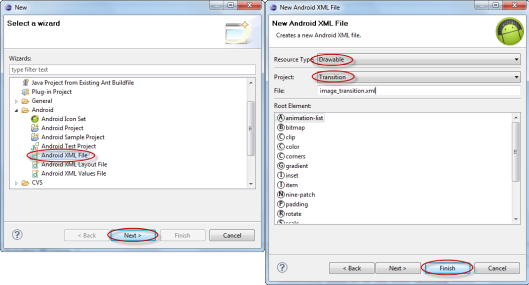 New
Select a wizard
Wizards:
type filter text
Java Project from Existing Ant Buildfile
Plug-in Project
General
Android
Android Icon Set
Android Project
Android Sample Project
Android Test Project
Android XML File
Android XML Layout File
Android XML Values File
CVS
< Back
Next >
Finish
Cancel
New Android XML File
New Android XML File
Creates a new Android XML file.
Resource Type:
Drawable
Project:
Transition
File:
image_transition.xml
Root Element:
animation-list
bitmap
clip
color
corners
gradient
inset
item
nine-patch
padding
rotate
scale
< Back
Next >
Finish
Cancel